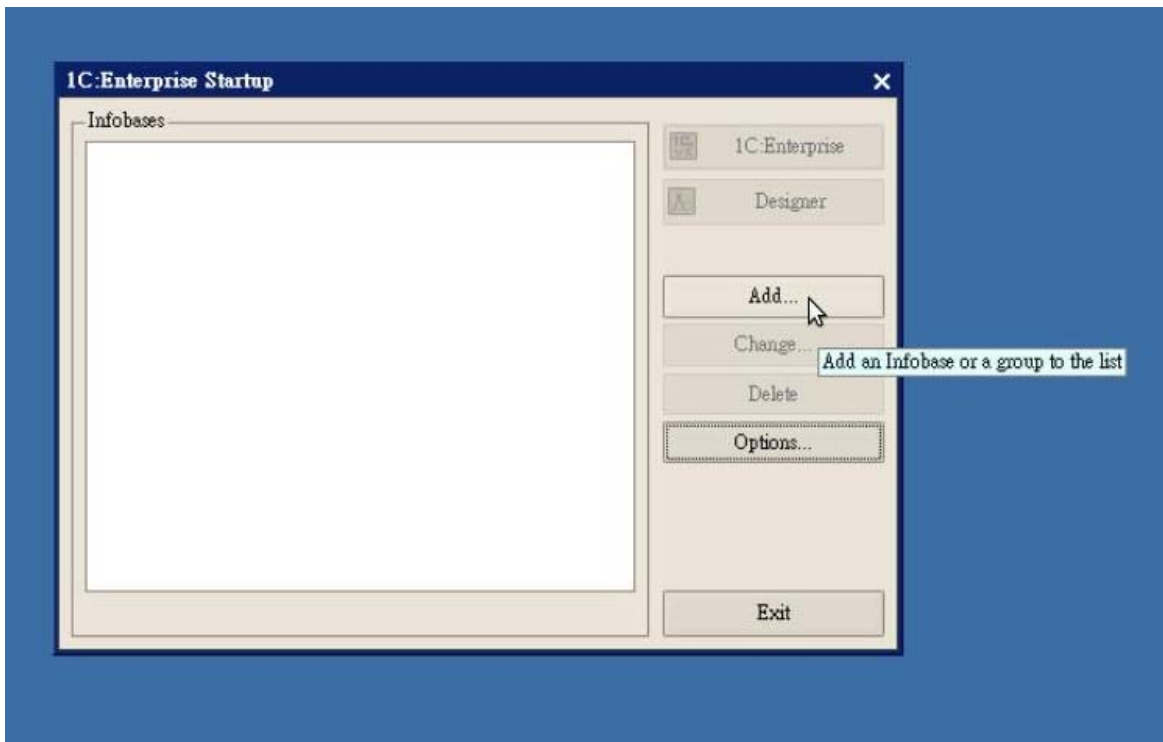 1C:Enterprise Startup
Infobases
1C:Enterprise
Designer
Add...
Change...
Add an Infobase or a group to the list
Delete
Options...
Exit